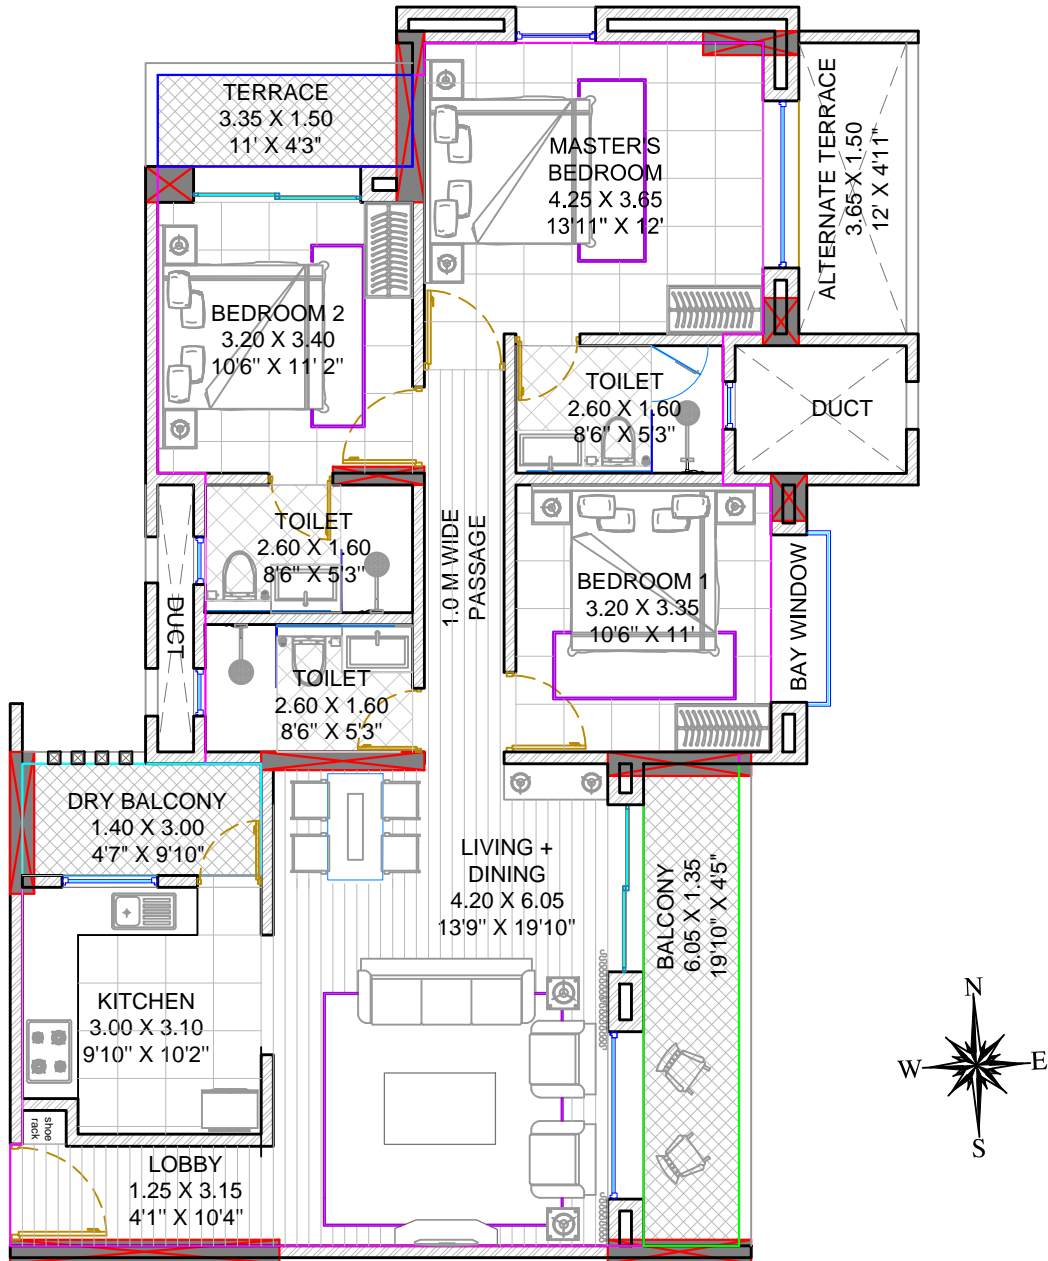 TERRACE
3.35 X 1.50
11' X 4'3"
MASTER'S
BEDROOM
4.25 X 3.65
13'11" X 12'
ALTERNATE TERRACE
3.65 X 1.50
12' X 4'11"
BEDROOM 2
3.20 X 3.40
10'6" X 11' 2"
TOILET
2.60 X 1.60
8'6" X 5'3"
DUCT
TOILET
2.60 X 1.60
8'6" X 5'3"
1.0 M WIDE
PASSAGE
BEDROOM 1
3.20 X 3.35
10'6" X 11'
BAY WINDOW
DUCT
TOILET
2.60 X 1.60
8'6" X 5'3"
DRY BALCONY
1.40 X 3.00
4'7" X 9'10"
LIVING +
DINING
4.20 X 6.05
13'9" X 19'10"
BALCONY
6.05 X 1.35
19'10" X 4'5"
KITCHEN
3.00 X 3.10
9'10" X 10'2"
N
W
E
S
shoe
rack
LOBBY
1.25 X 3.15
4'1" X 10'4"